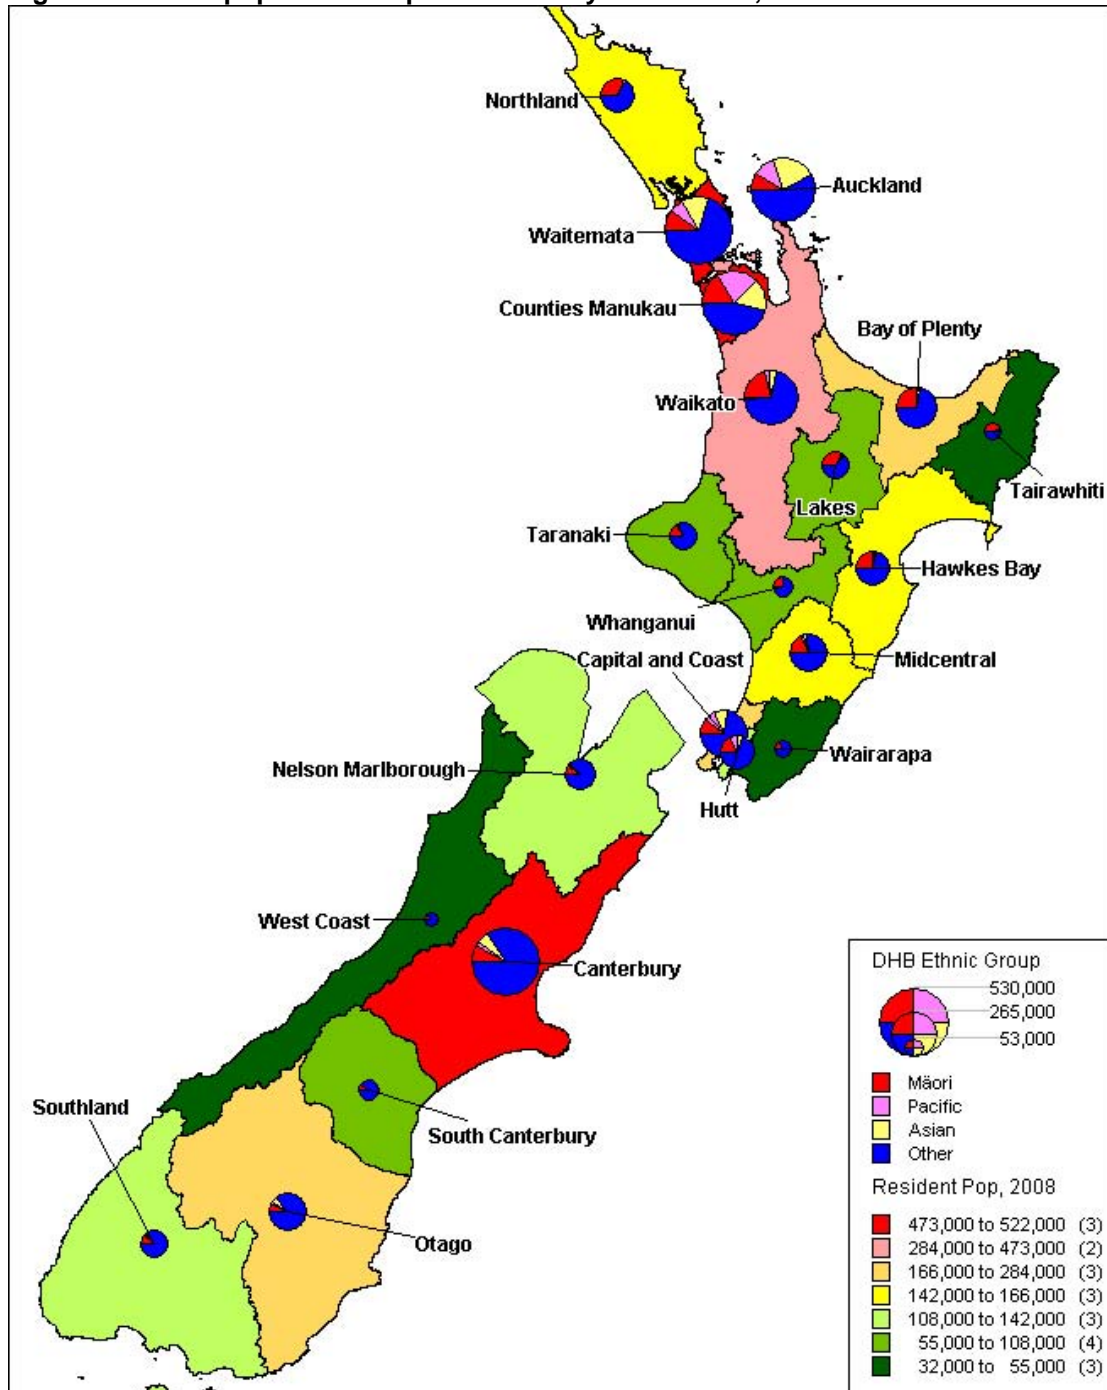 Northland
Auckland
Waitemata
Counties Manukau
Bay of Plenty
Waikato
Lakes
Tairawhiti
Taranaki
Hawkes Bay
Whanganui
Capital and Coast
Midcentral
Nelson Marlborough
Wairarapa
Hutt
West Coast
Canterbury
Southland
South Canterbury
Otago
DHB Ethnic Group
530,000
265,000
53,000
Mäori
Pacific
Asian
Other
Resident Pop, 2008
473,000 to 522,000 (3)
284,000 to 473,000 (2)
166,000 to 284,000 (3)
142,000 to 166,000 (3)
108,000 to 142,000 (3)
55,000 to 108,000 (4)
32,000 to 55,000 (3)